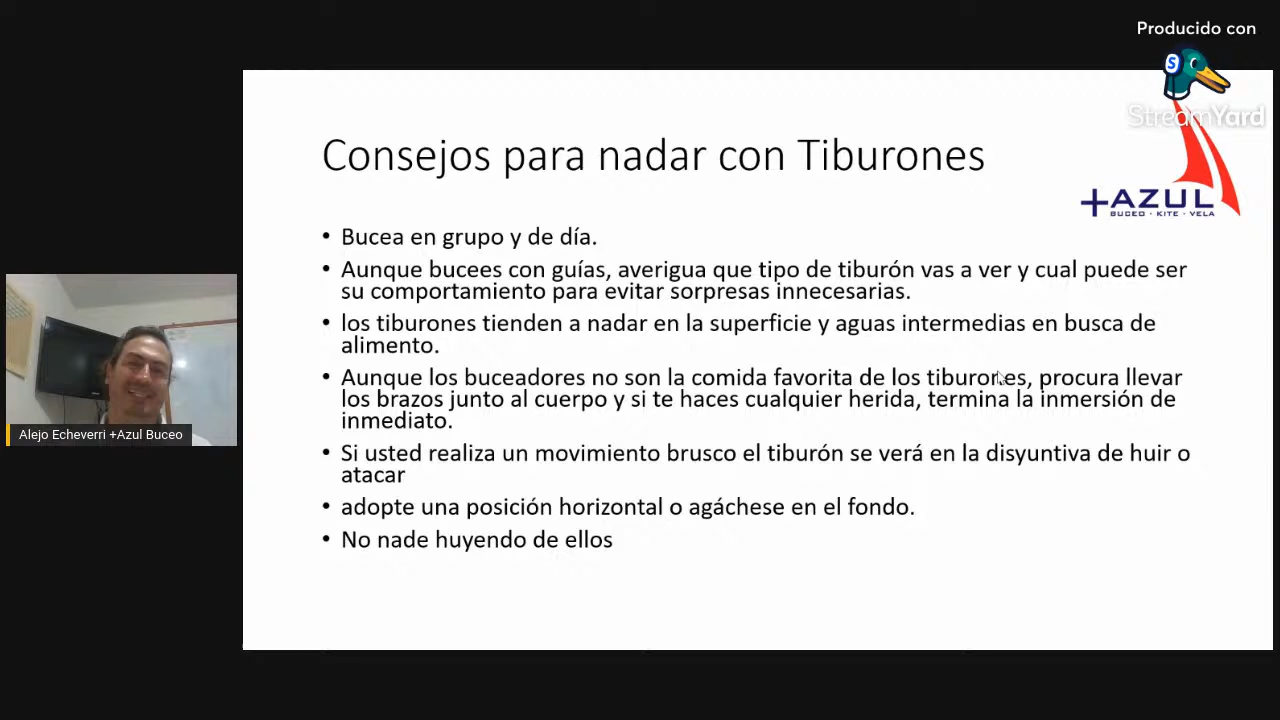 Producido con
S
StreamYard
+AZUL
BUCEO · KITE · VELA
Consejos para nadar con Tiburones
• Bucea en grupo y de día.
• Aunque bucees con guías, averigua que tipo de tiburón vas a ver y cual puede ser
su comportamiento para evitar sorpresas innecesarias.
• los tiburones tienden a nadar en la superficie y aguas intermedias en busca de
alimento.
• Aunque los buceadores no son la comida favorita de los tiburones, procura llevar
los brazos junto al cuerpo y si te haces cualquier herida, termina la inmersión de
inmediato.
• Si usted realiza un movimiento brusco el tiburón se verá en la disyuntiva de huir o
atacar
• adopte una posición horizontal o agáchese en el fondo.
• No nade huyendo de ellos
Alejo Echeverri +Azul Buceo